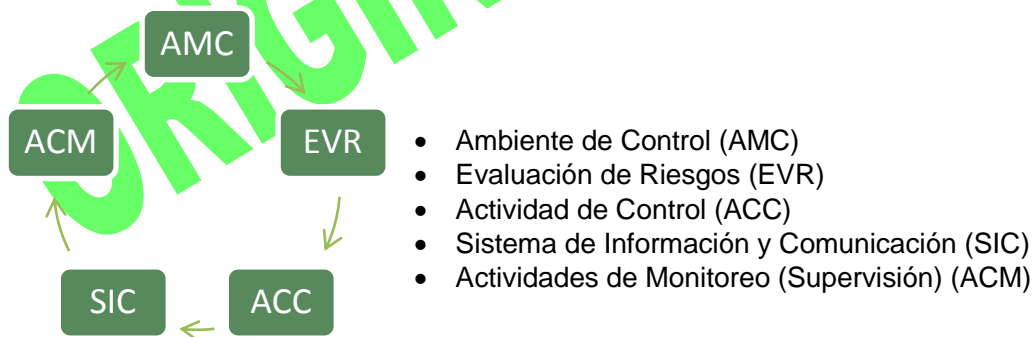 AMC
ACM
EVR
SIC
ACC
• Ambiente de Control (AMC)
• Evaluación de Riesgos (EVR)
• Actividad de Control (ACC)
• Sistema de Información y Comunicación (SIC)
• Actividades de Monitoreo (Supervisión) (ACM)